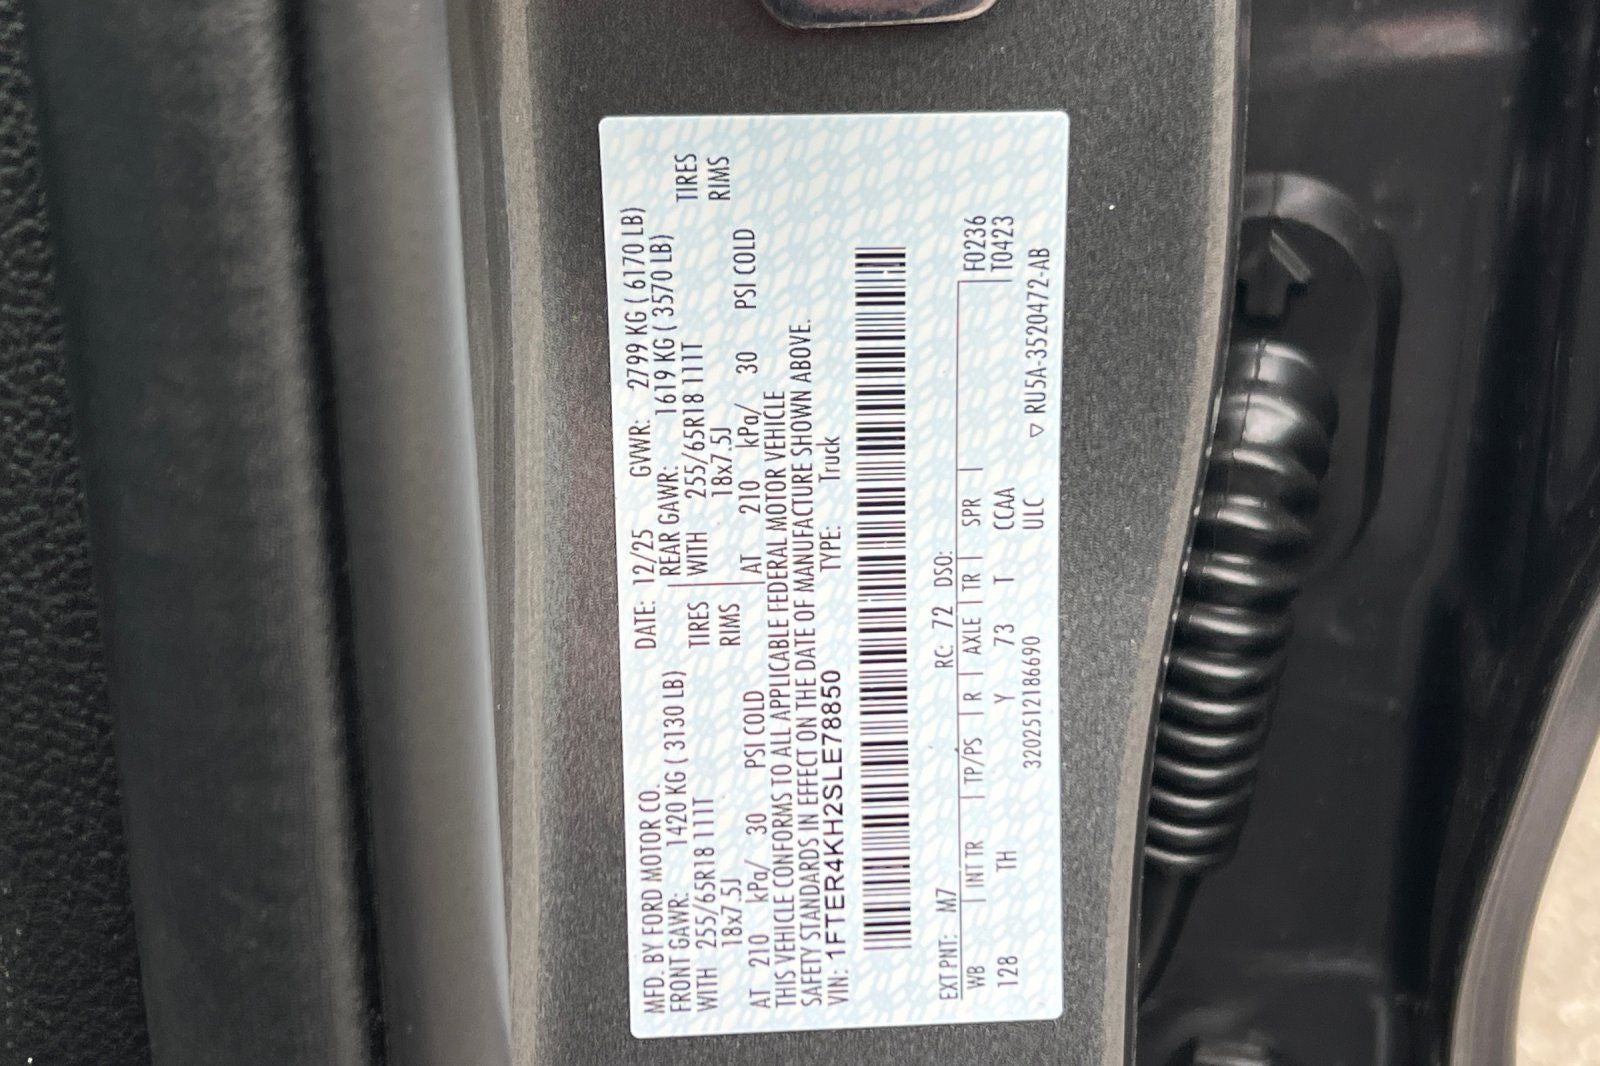 MFD. BY FORD MOTOR CO. DATE: 12/25 GVWR: 2799 KG ( 6170 LB)
FRONT GAWR: 1420 KG ( 3130 LB) REAR GAWR: 1619 KG ( 3570 LB)
WITH 255/65R18 111T TIRES WITH 255/65R18 111T TIRES
18x7.5J RIMS 18x7.5J RIMS
AT 210 kPa/ 30 PSI COLD AT 210 kPa/ 30 PSI COLD
THIS VEHICLE CONFORMS TO ALL APPLICABLE FEDERAL MOTOR VEHICLE
SAFETY STANDARDS IN EFFECT ON THE DATE OF MANUFACTURE SHOWN ABOVE.
VIN: 1FTER4KH2SLE78850 TYPE: Truck
EXT PNT: M7 RC: 72 DSO:
WB INT TR TP/PS R AXLE TR SPR F0236
128 TH Y 73 T CCAA T0423
320251218669​0 ULC ▽ RU5A-3520472-AB